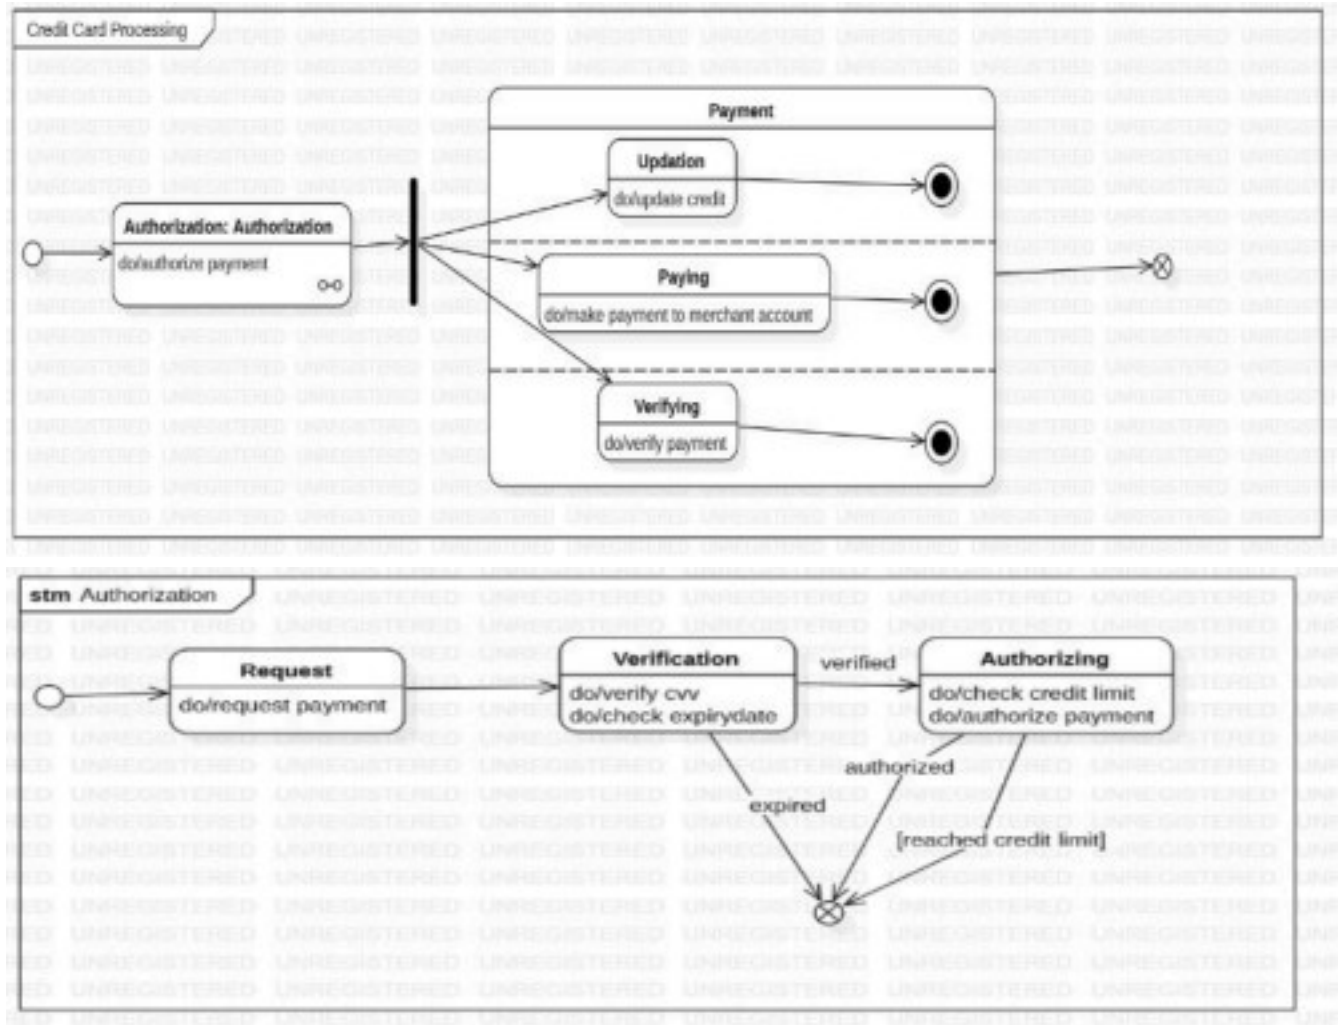 Credit Card Processing
Payment
Updation
do/update credit
Authorization: Authorization
do/authorize payment
Paying
do/make payment to merchant account
Verifying
do/verify payment
stm Authorization
Request
do/request payment
Verification
do/verify cvv
do/check expirydate
verified
Authorizing
do/check credit limit
do/authorize payment
authorized
expired
[reached credit limit]
UNREGISTERED